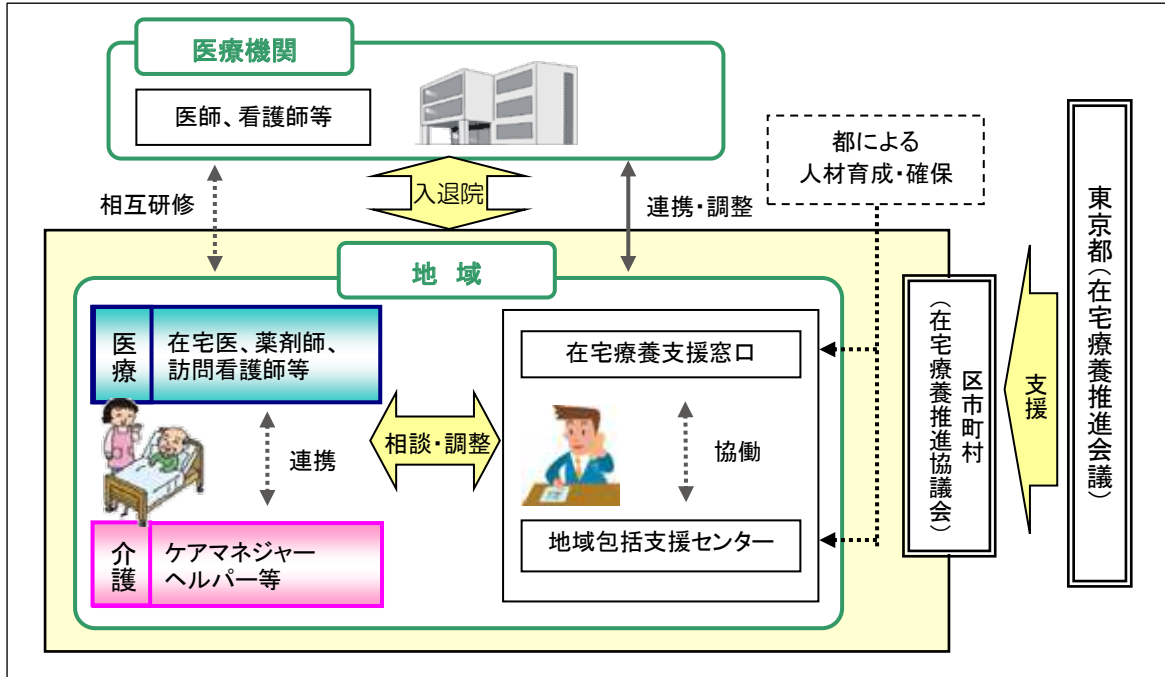 医療機関
医師、看護師等
都による
人材育成・確保
相互研修
入退院
連携・調整
地 域
医療
在宅医、薬剤師、
訪問看護師等
連携
介護
ケアマネジャー
ヘルパー等
相談・調整
在宅療養支援窓口
協働
地域包括支援センター
区市町村
（在宅療養推進協議会）
支援
東京都（在宅療養推進会議）